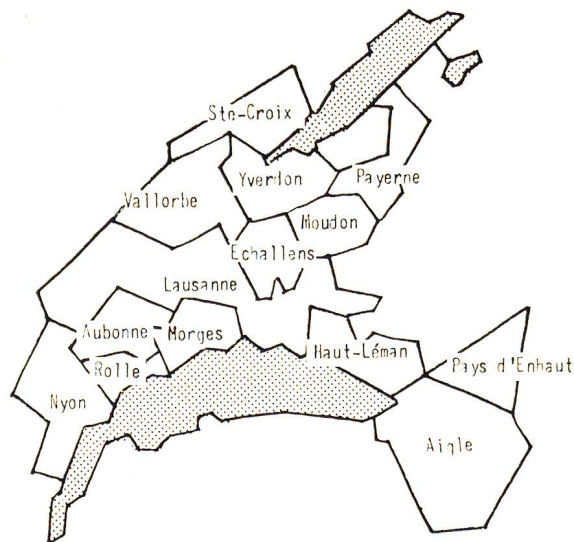 Ste-Croix
Yverdon
Payerne
Vallorbe
Moudon
Echallens
Lausanne
Aubonne
Morges
Haut-Léman
Rolle
Pays d'Enhaut
Nyon
Aigle